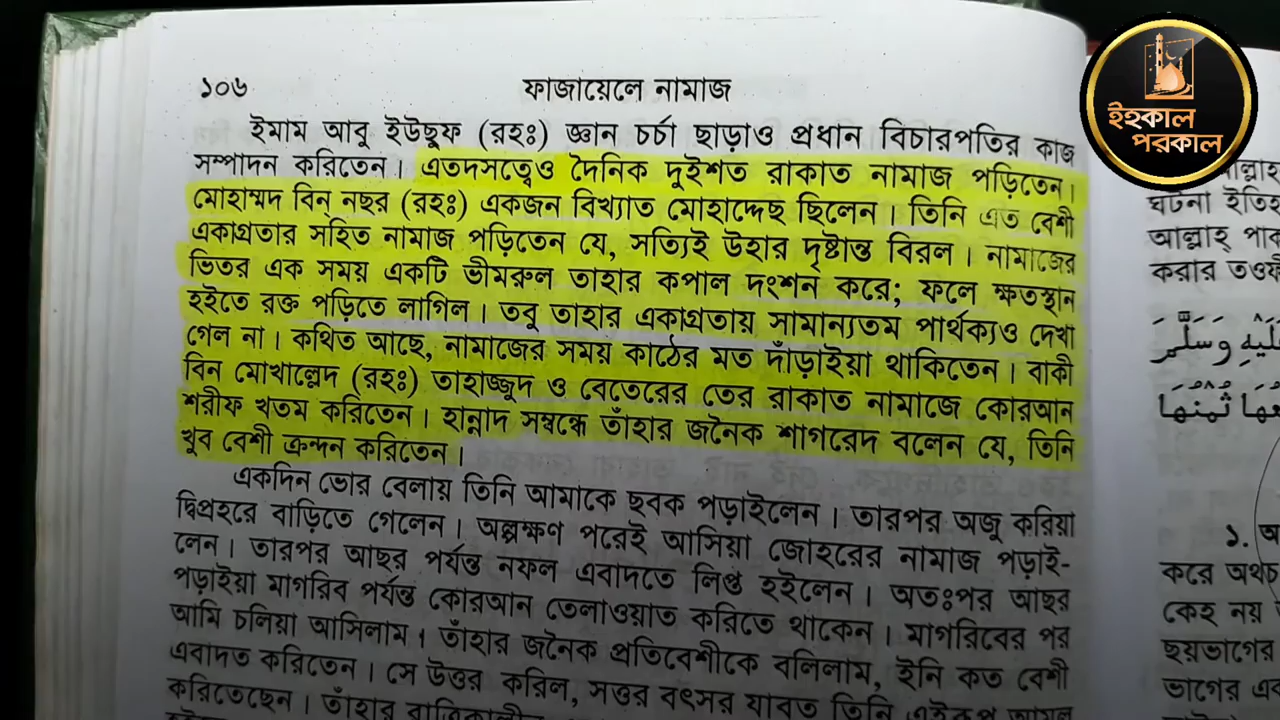 ১০৬ ফাজায়েলে নামাজ
ইমাম আবু ইউছুফ (রহঃ) জ্ঞান চর্চা ছাড়াও প্রধান বিচারপতির কাজ
সম্পাদন করিতেন। এতদসত্বেও দৈনিক দুইশত রাকাত নামাজ পড়িতেন।
মোহাম্মদ বিন নছর (রহঃ) একজন বিখ্যাত মোহাদ্দেছ ছিলেন। তিনি এত বেশী
একাগ্রতার সহিত নামাজ পড়িতেন যে, সত্যিই উহার দৃষ্টান্ত বিরল। নামাজের
ভিতর এক সময় একটি ভীমরুল তাহার কপাল দংশন করে; ফলে ক্ষতস্থান
হইতে রক্ত পড়িতে লাগিল। তবু তাহার একাগ্রতায় সামান্যতম পার্থক্যও দেখা
গেল না। কথিত আছে, নামাজের সময় কাঠের মত দাঁড়াইয়া থাকিতেন। বাকী
বিন মোখাল্লেদ (রহঃ) তাহাজ্জুদ ও বেতেরের তের রাকাত নামাজে কোরআন
শরীফ খতম করিতেন। হান্নাদ সম্বন্ধে তাঁহার জনৈক শাগরেদ বলেন যে, তিনি
খুব বেশী ক্রন্দন করিতেন।
একদিন ভোর বেলায় তিনি আমাকে ছবক পড়াইলেন। তারপর অজু করিয়া
দ্বিপ্রহরে বাড়িতে গেলেন। অল্পক্ষণ পরেই আসিয়া জোহরের নামাজ পড়াই-
লেন। তারপর আছর পর্যন্ত নফল এবাদতে লিপ্ত হইলেন। অতঃপর আছর
পড়াইয়া মাগরিব পর্যন্ত কোরআন তেলাওয়াত করিতে থাকেন। মাগরিবের পর
আমি চলিয়া আসিলাম। তাঁহার জনৈক প্রতিবেশীকে বলিলাম, ইনি কত বেশী
এবাদত করিতেন। সে উত্তর করিল, সত্তর বৎসর যাবত তিনি এইরূপ আমল
করিতেছেন। তাঁহার
ইহকাল
পরকাল
ঘটনা
আল্লাহ্
করার
وَسَلَّمَ
১.
করে অথচ
কেহ নয়
ছয়ভাগের
ভাগের